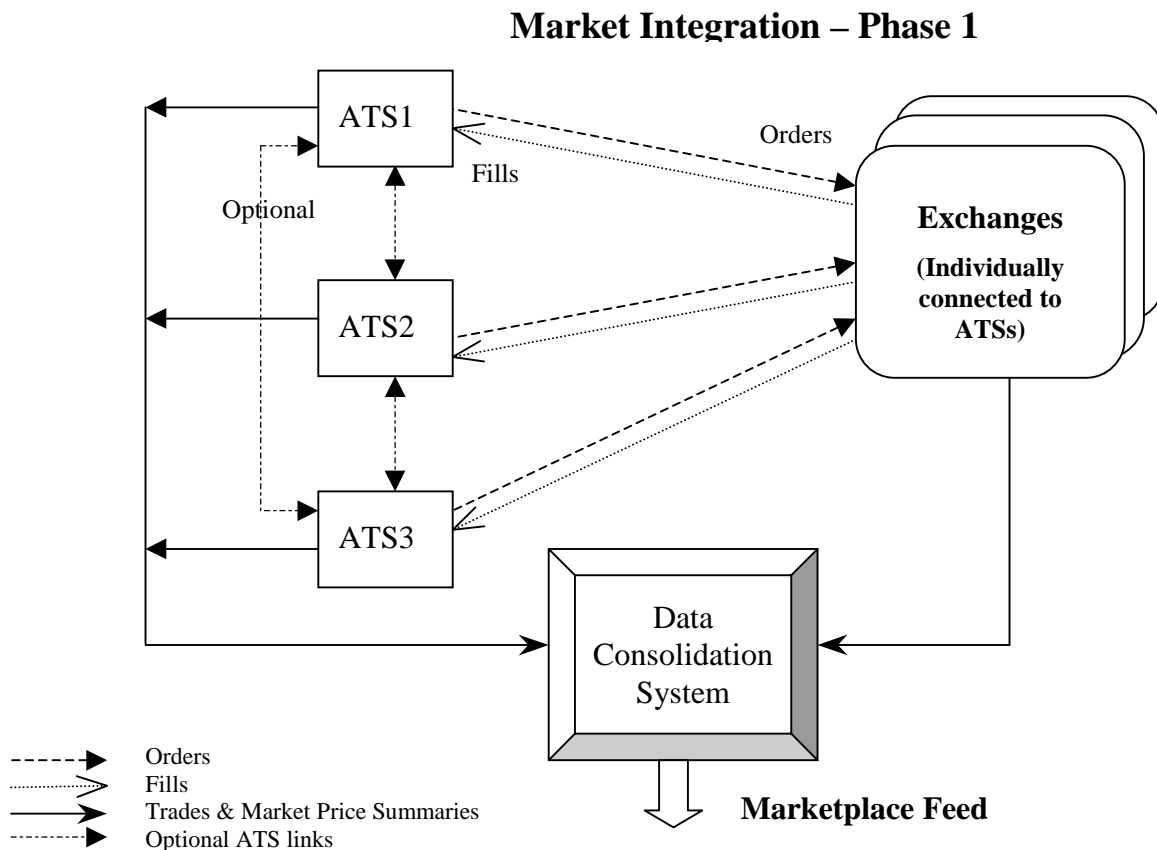 Market Integration – Phase 1
ATS1
Orders
Fills
Optional
Exchanges
(Individually
connected to
ATSs)
ATS2
ATS3
Data
Consolidation
System
Orders
Fills
Trades & Market Price Summaries
Optional ATS links
Marketplace Feed